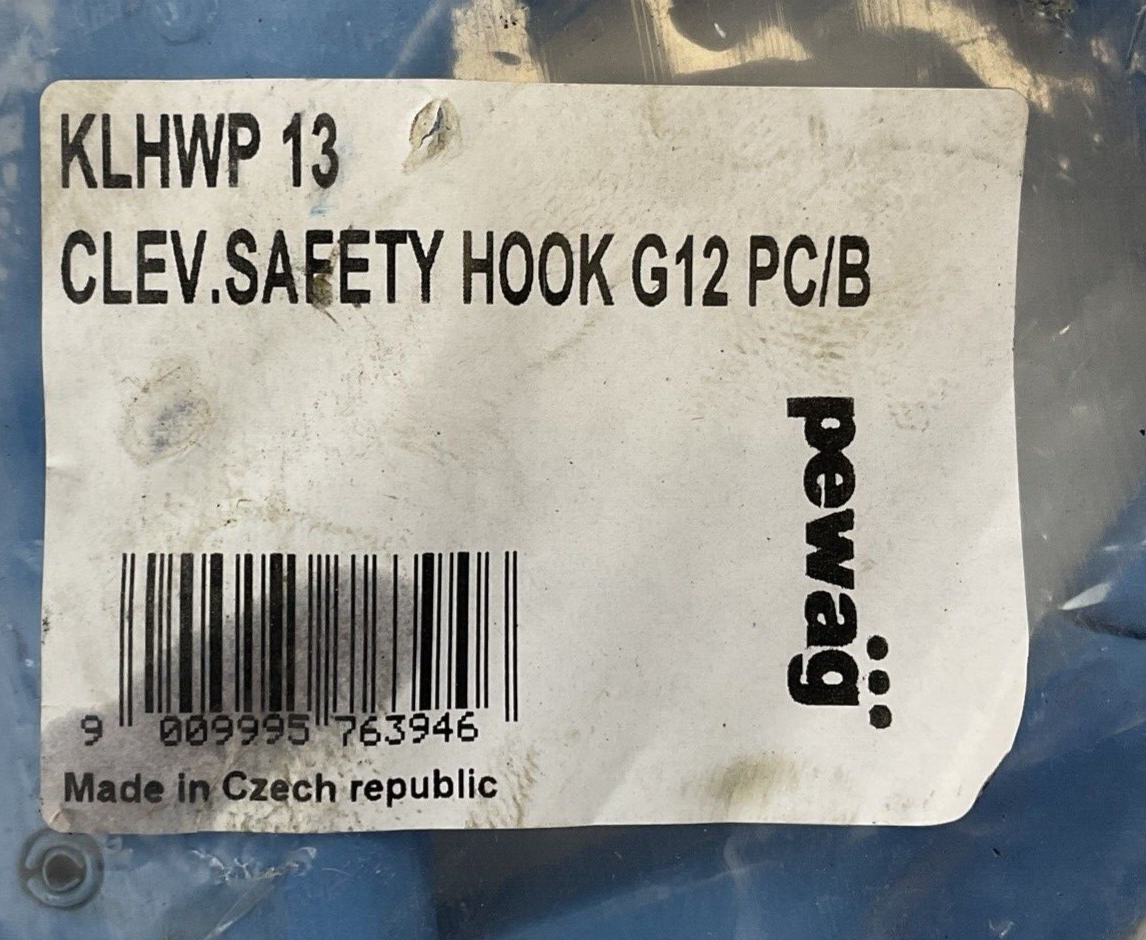 KLHWP 13
CLEV.SAFETY HOOK G12 PC/B
pewag
9 009995 763946
Made in Czech republic